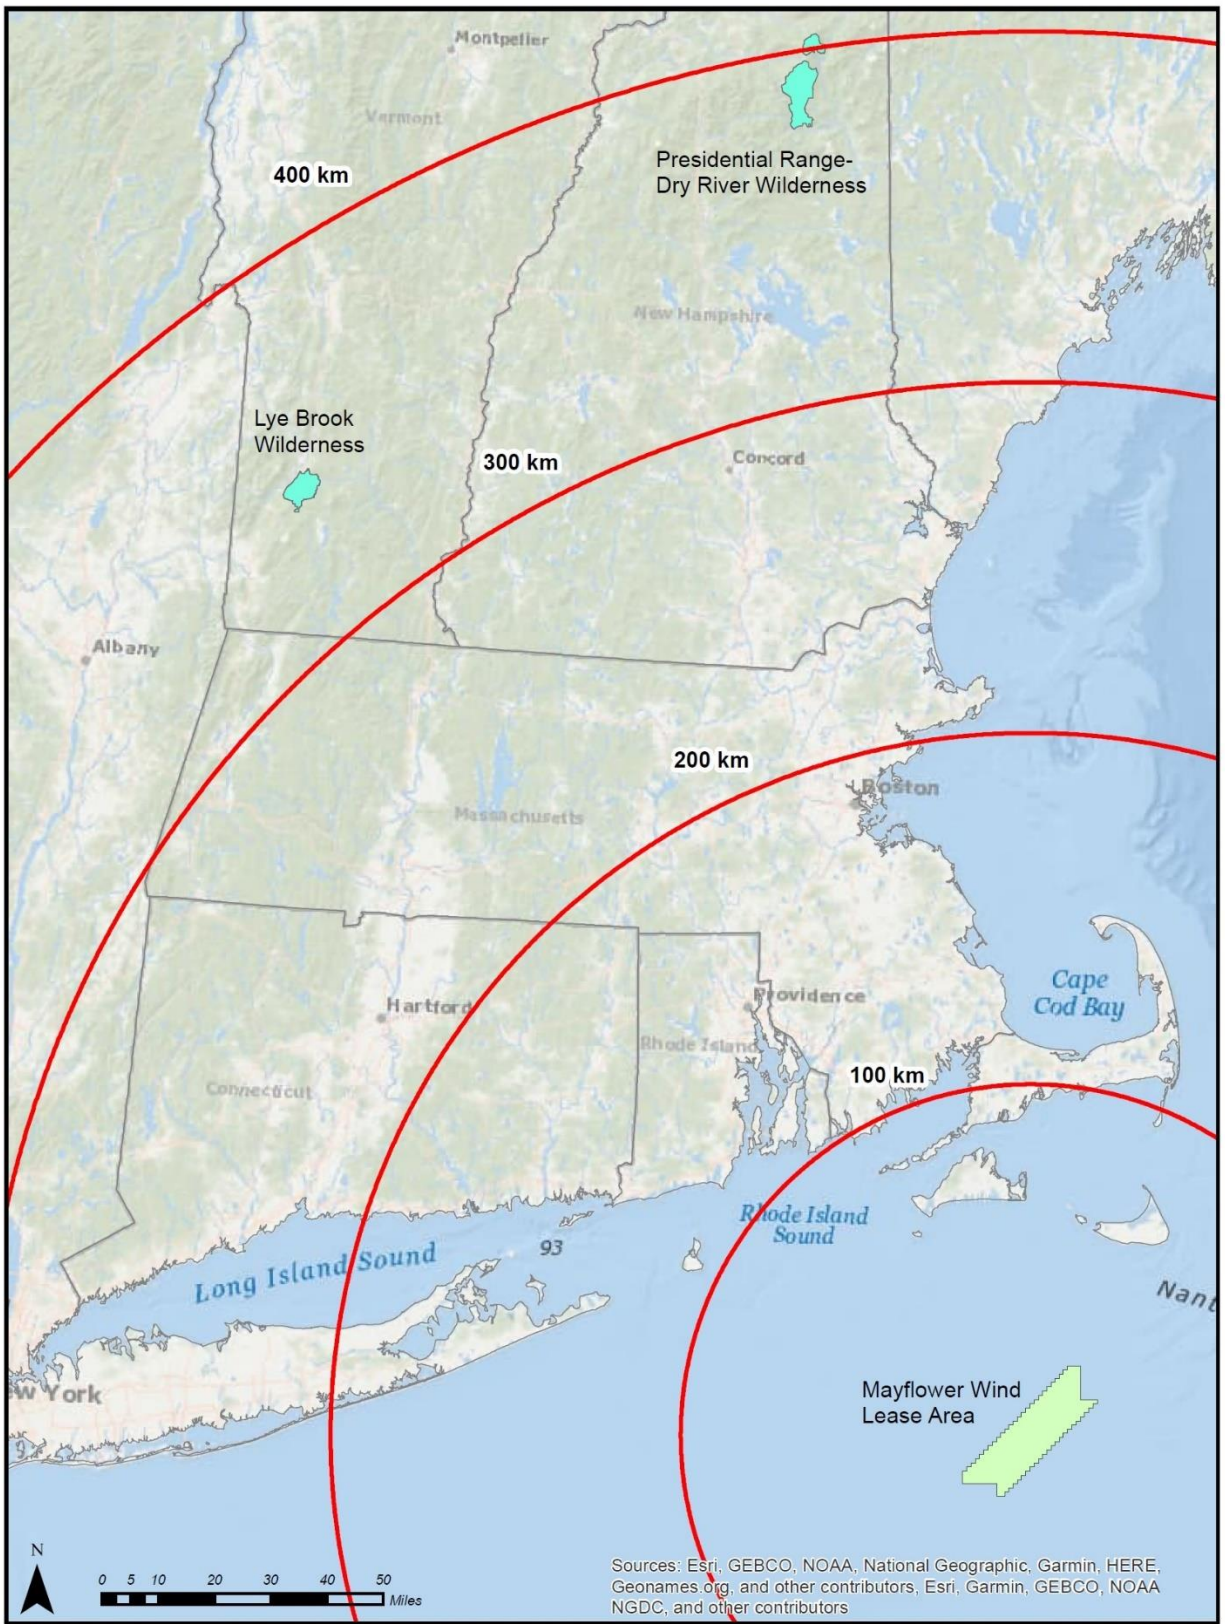 Montpelier
Vermont
Presidential Range-
Dry River Wilderness
400 km
New Hampshire
Lye Brook
Wilderness
300 km
Concord
Albany
200 km
Boston
Massachusetts
Cape
Cod Bay
Hartford
Providence
Rhode Island
100 km
Connecticut
Rhode Island
Sound
93
Long Island Sound
Nant
ew York
Mayflower Wind
Lease Area
N
0 5 10 20 30 40 50
Miles
Sources: Esri, GEBCO, NOAA, National Geographic, Garmin, HERE,
Geonames.org, and other contributors, Esri, Garmin, GEBCO, NOAA
NGDC, and other contributors